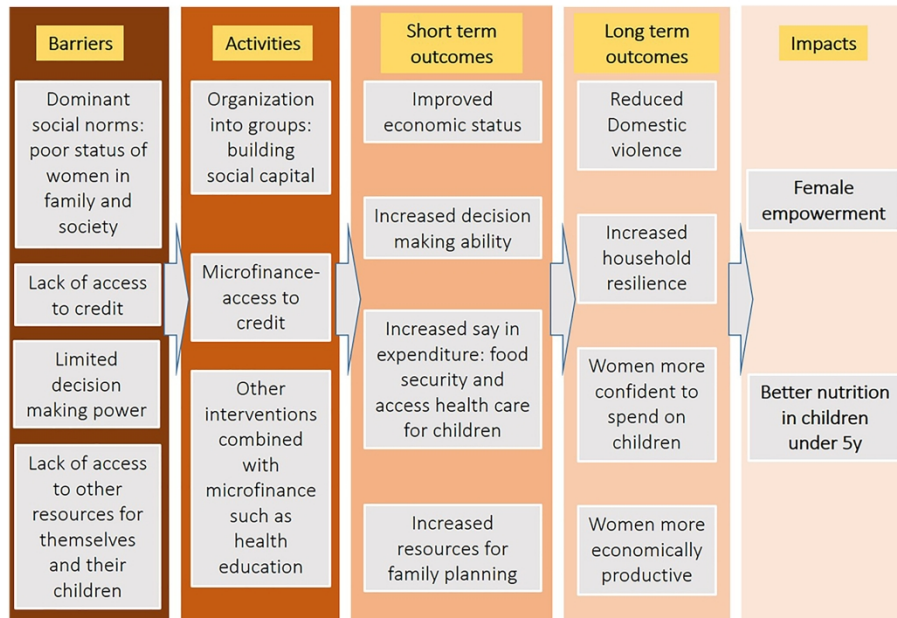 Barriers
Dominant
social norms:
poor status of
women in
family and
society
Lack of access
to credit
Limited
decision
making power
Lack of access
to other
resources for
themselves
and their
children
Activities
Organization
into groups:
building
social capital
Microfinance-
access to
credit
Other
interventions
combined
with
microfinance
such as
health
education
Short term
outcomes
Improved
economic status
Increased decision
making ability
Increased say in
expenditure: food
security and
access health care
for children
Increased
resources for
family planning
Long term
outcomes
Reduced
Domestic
violence
Increased
household
resilience
Women more
confident to
spend on
children
Women more
economically
productive
Impacts
Female
empowerment
Better nutrition
in children
under 5y